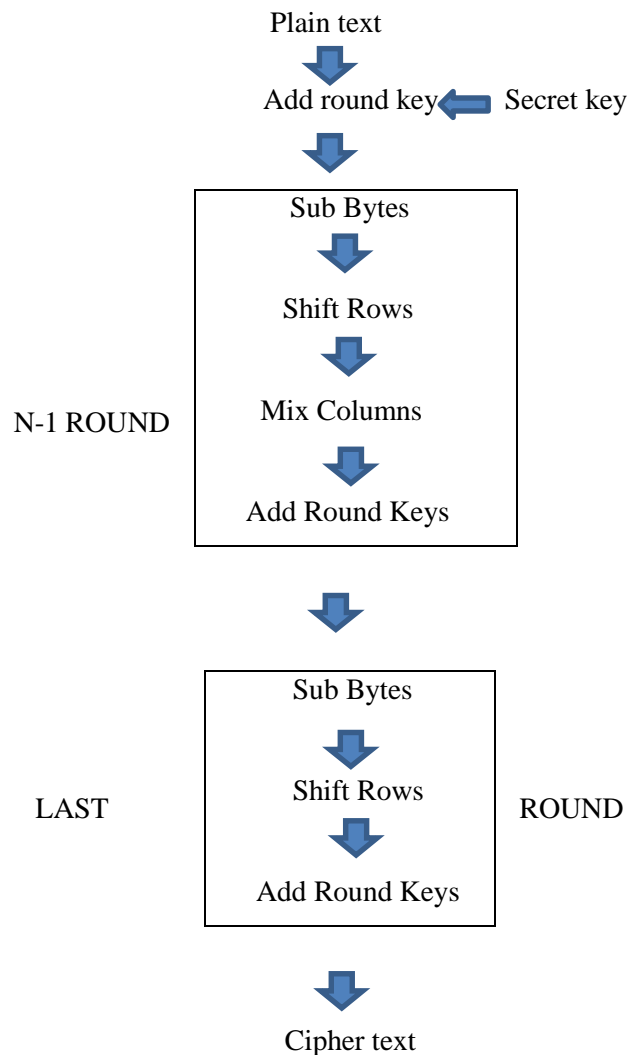 Plain text
Add round key Secret key
Sub Bytes
Shift Rows
N-1 ROUND
Mix Columns
Add Round Keys
Sub Bytes
Shift Rows
LAST ROUND
Add Round Keys
Cipher text